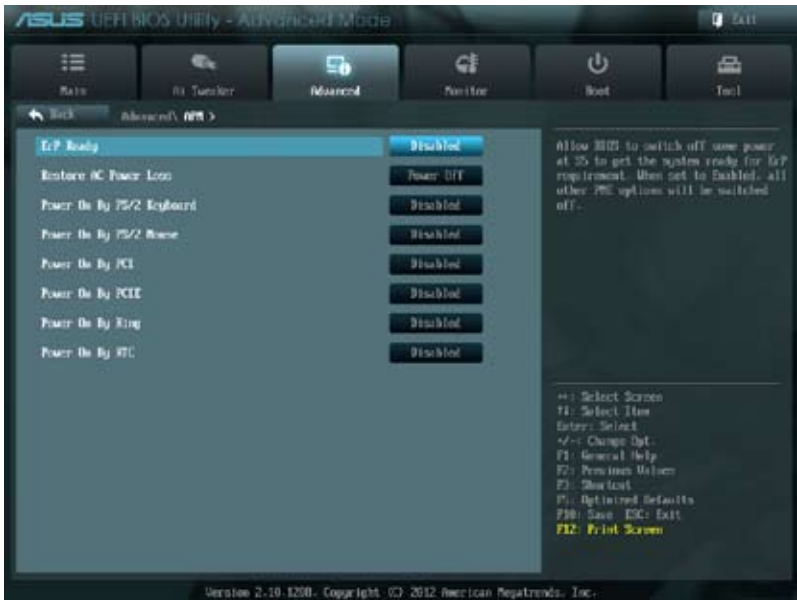 ASUS UEFI BIOS Utility - Advanced Mode
Exit
Main
Ai Tweaker
Advanced
Monitor
Boot
Tool
Back
Advanced\ APM >
ErP Ready
Disabled
Restore AC Power Loss
Power Off
Power On By PS/2 Keyboard
Disabled
Power On By PS/2 Mouse
Disabled
Power On By PCI
Disabled
Power On By PCIE
Disabled
Power On By Ring
Disabled
Power On By RTC
Disabled
Allow BIOS to switch off some power
at S5 to get the system ready for ErP
requirement. When set to Enabled, all
other PME options will be switched
off.
→←: Select Screen
↑↓: Select Item
Enter: Select
+/-: Change Opt.
F1: General Help
F2: Previous Values
F3: Shortcut
F5: Optimized Defaults
F10: Save ESC: Exit
F12: Print Screen
Version 2.10.1208. Copyright (C) 2012 American Megatrends, Inc.